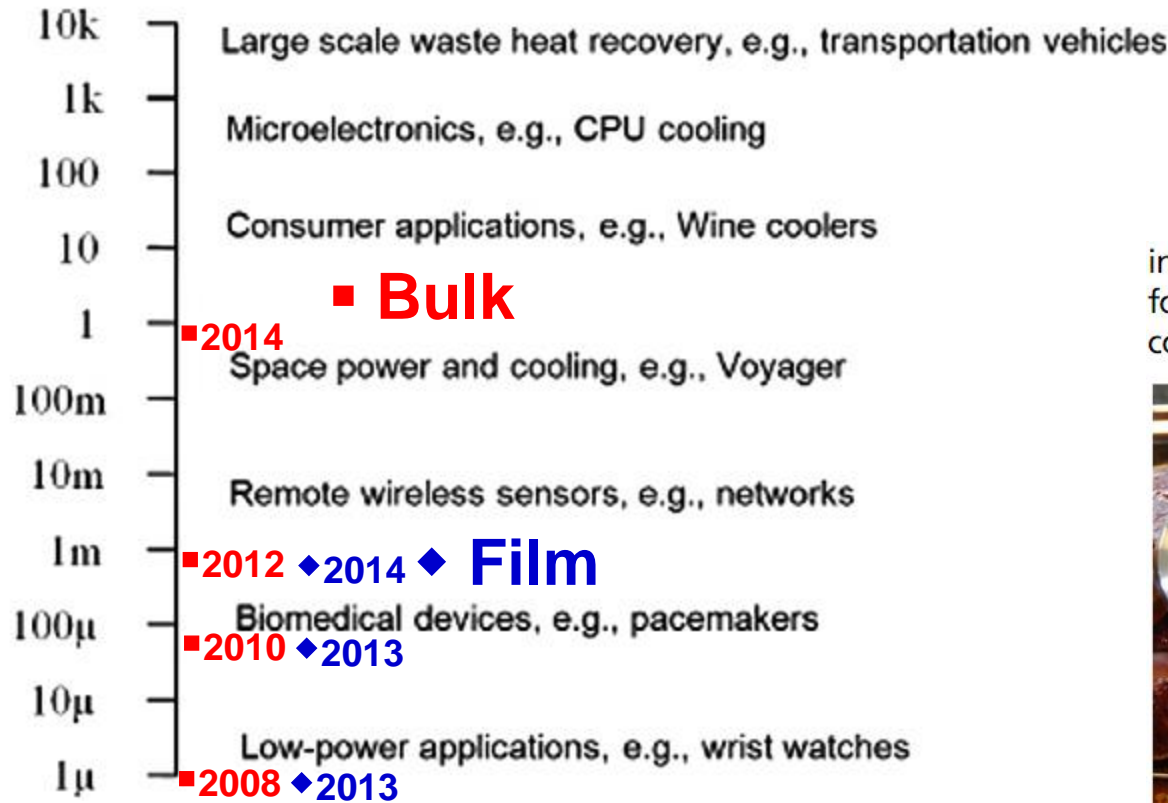 10k
Large scale waste heat recovery, e.g., transportation vehicles
1k
Microelectronics, e.g., CPU cooling
100
Consumer applications, e.g., Wine coolers
10
Bulk
1
2014
Space power and cooling, e.g., Voyager
100m
10m
Remote wireless sensors, e.g., networks
1m
2012 2014 Film
Biomedical devices, e.g., pacemakers
100μ
2010 2013
10μ
Low-power applications, e.g., wrist watches
1μ
2008 2013